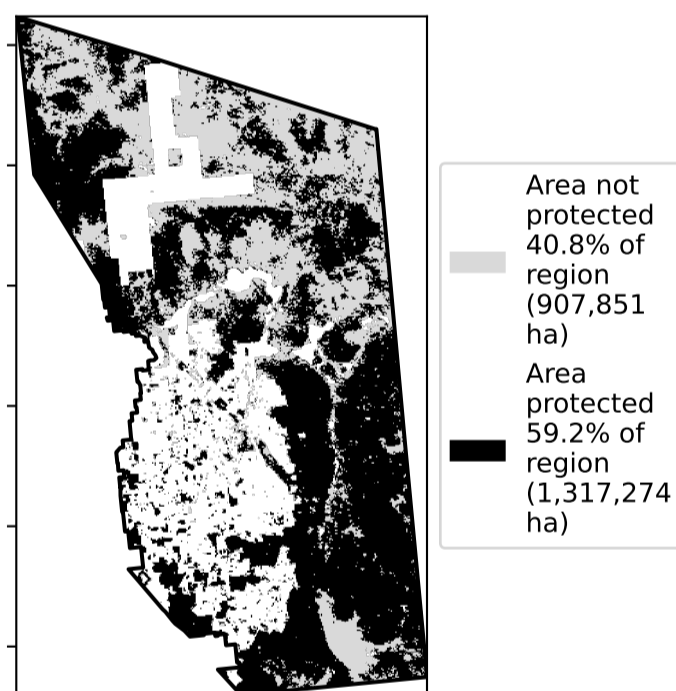 Area not
protected
40.8% of
region
(907,851
ha)
Area
protected
59.2% of
region
(1,317,274
ha)